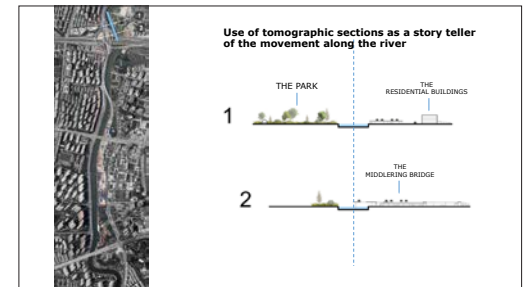 Use of tomographic sections as a story teller
of the movement along the river
THE PARK
THE
RESIDENTIAL BUILDINGS
1
THE
MIDDLERING BRIDGE
2